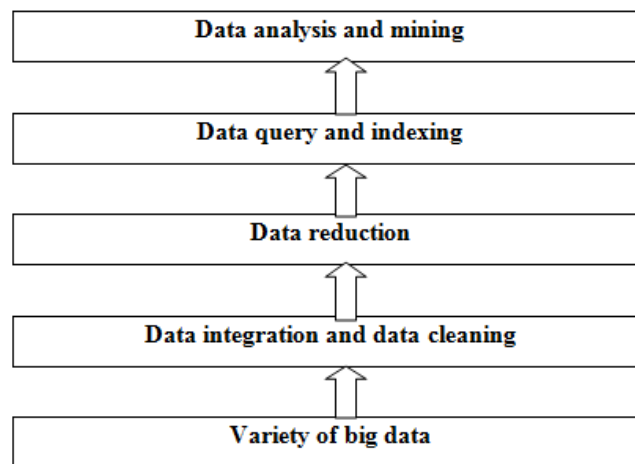 Data analysis and mining
Data query and indexing
Data reduction
Data integration and data cleaning
Variety of big data